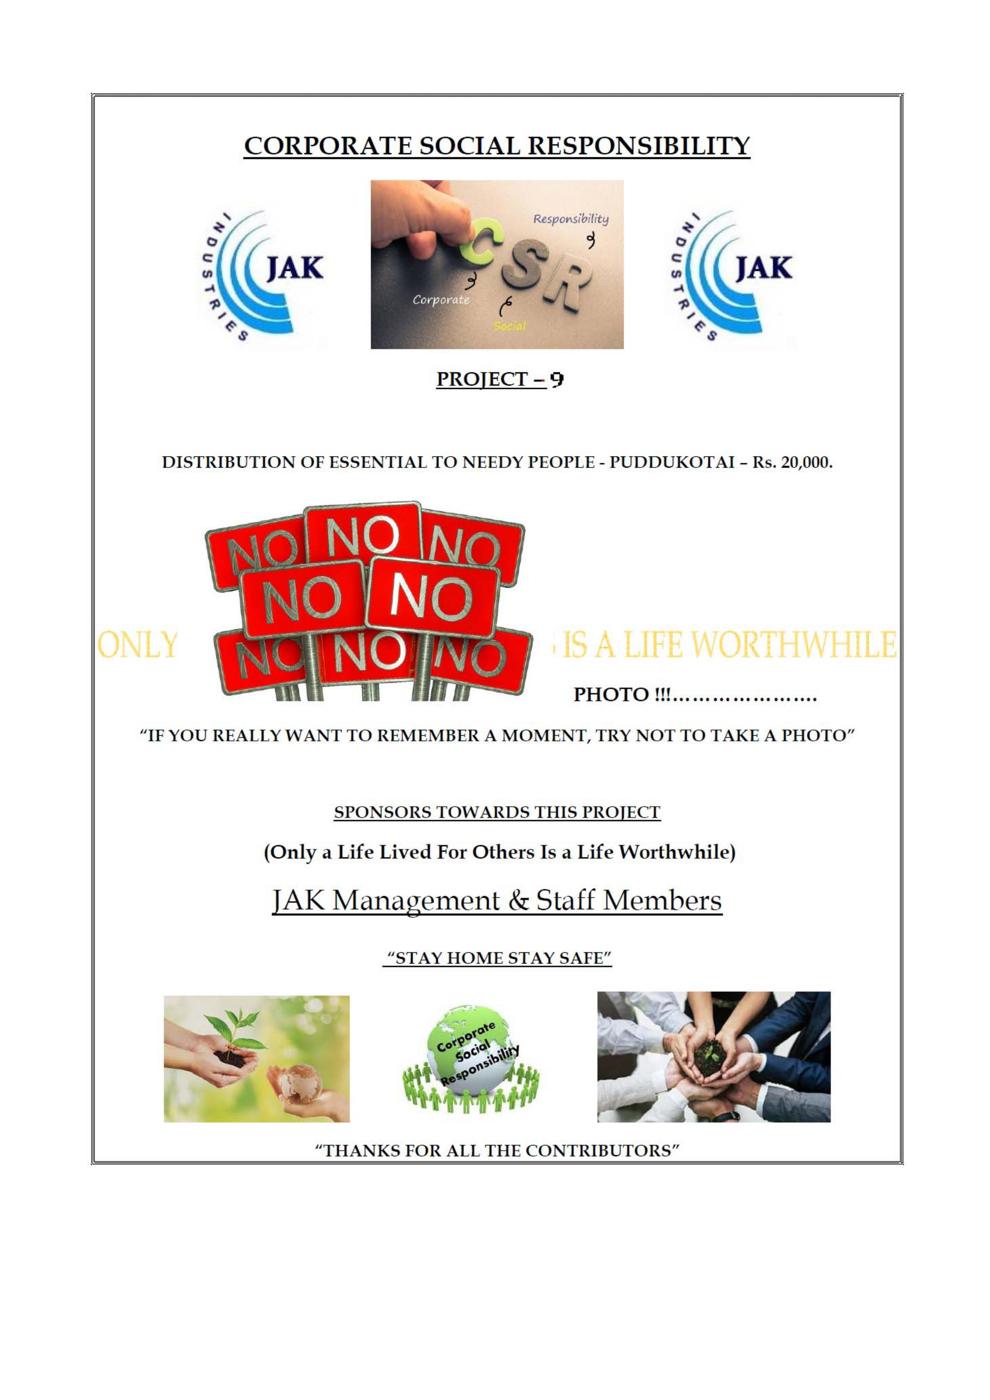 CORPORATE SOCIAL RESPONSIBILITY
INDUSTRIES
JAK
Responsibility
CSR
Corporate
Social
INDUSTRIES
JAK
PROJECT – 9
DISTRIBUTION OF ESSENTIAL TO NEEDY PEOPLE - PUDDUKOTAI – Rs. 20,000.
NO NO NO
NO NO
NO NO NO
ONLY IS A LIFE WORTHWHILE
PHOTO !!!………………….
“IF YOU REALLY WANT TO REMEMBER A MOMENT, TRY NOT TO TAKE A PHOTO”
SPONSORS TOWARDS THIS PROJECT
(Only a Life Lived For Others Is a Life Worthwhile)
JAK Management & Staff Members
“STAY HOME STAY SAFE”
Corporate
Social
Responsibility
“THANKS FOR ALL THE CONTRIBUTORS”